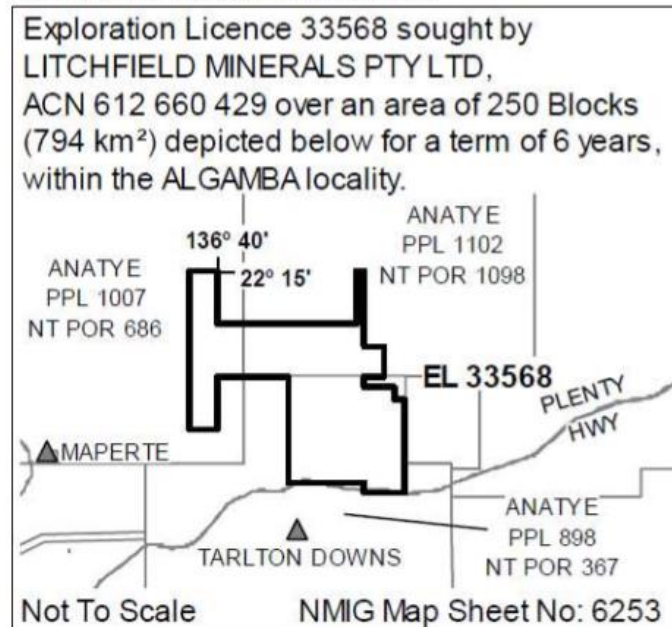 Exploration Licence 33568 sought by
LITCHFIELD MINERALS PTY LTD,
ACN 612 660 429 over an area of 250 Blocks
(794 km²) depicted below for a term of 6 years,
within the ALGAMBA locality.
ANATYE
PPL 1102
NT POR 1098
136° 40'
22° 15'
ANATYE
PPL 1007
NT POR 686
EL 33568
PLENTY
HWY
MAPERTE
TARLTON DOWNS
ANATYE
PPL 898
NT POR 367
Not To Scale
NMIG Map Sheet No: 6253